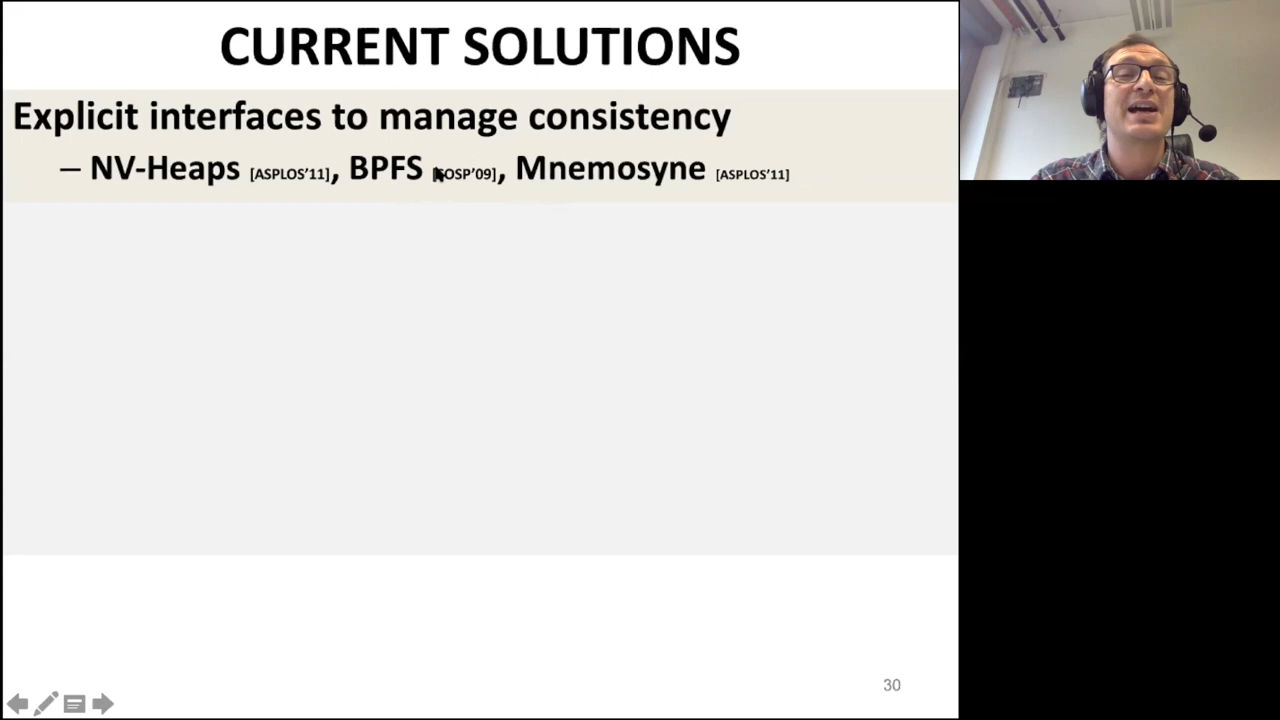 CURRENT SOLUTIONS
Explicit interfaces to manage consistency
– NV-Heaps [ASPLOS’11], BPFS [SOSP’09], Mnemosyne [ASPLOS’11]
30